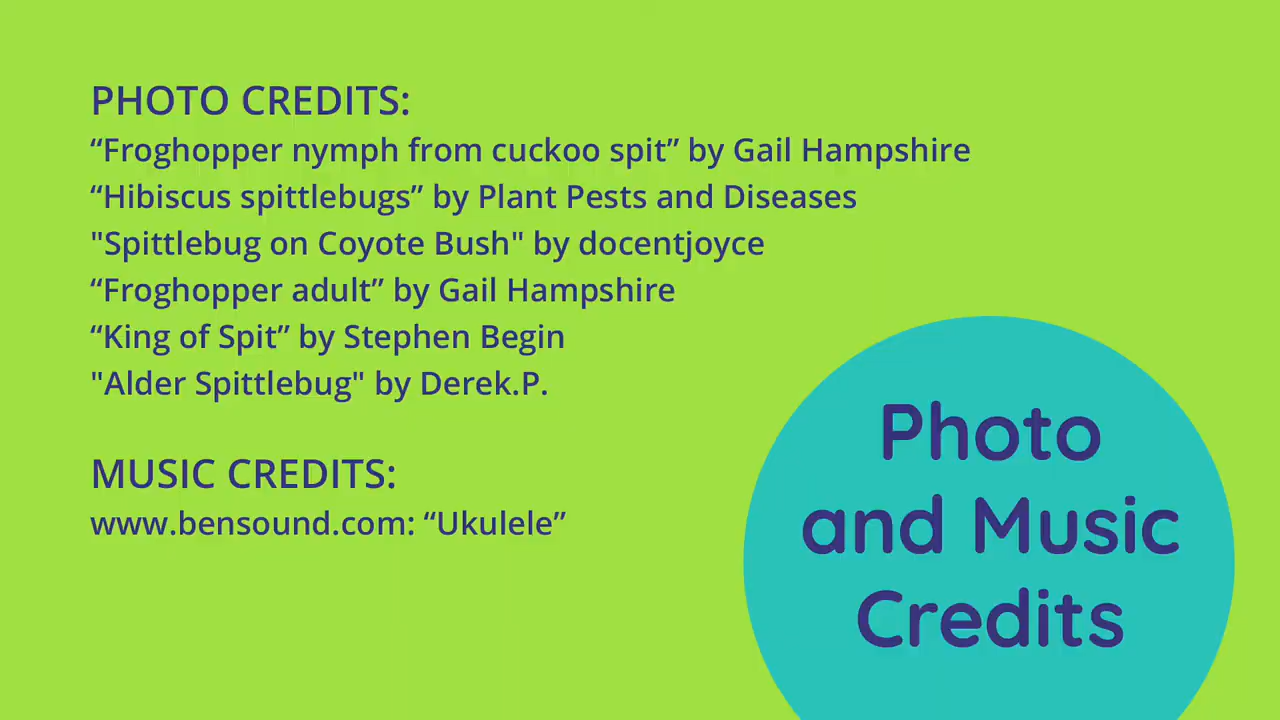 PHOTO CREDITS:
“Froghopper nymph from cuckoo spit” by Gail Hampshire
“Hibiscus spittlebugs” by Plant Pests and Diseases
"Spittlebug on Coyote Bush" by docentjoyce
“Froghopper adult” by Gail Hampshire
“King of Spit” by Stephen Begin
"Alder Spittlebug" by Derek.P.
MUSIC CREDITS:
www.bensound.com: “Ukulele”
Photo
and Music
Credits